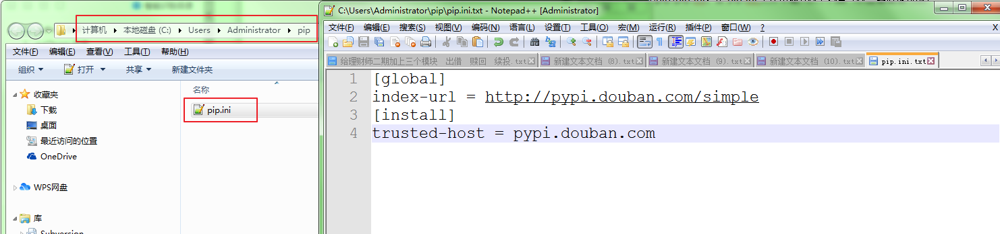 C:\Users\Administrator\pip\pip.ini.txt - Notepad++ [Administrator]
计算机 本地磁盘 (C:) Users Administrator pip
文件(F) 编辑(E) 查看(V) 工具(T) 帮助(H)
组织 打开 共享 新建文件夹
收藏夹
下载
桌面
最近访问的位置
OneDrive
WPS网盘
库
Subversion
名称
pip.ini
文件(F) 编辑(E) 搜索(S) 视图(V) 编码(N) 语言(L) 设置(T) 工具(O) 宏(M) 运行(R) 插件(P) 窗口(W) ? X
给理财师二期加上三个模块 出借 赎回 续投.txt 新建文本文档 (8).txt 新建文本文档 (9).txt 新建文本文档 (10).txt pip.ini.txt
1 [global]
2 index-url = http://pypi.douban.com/simple
3 [install]
4 trusted-host = pypi.douban.com